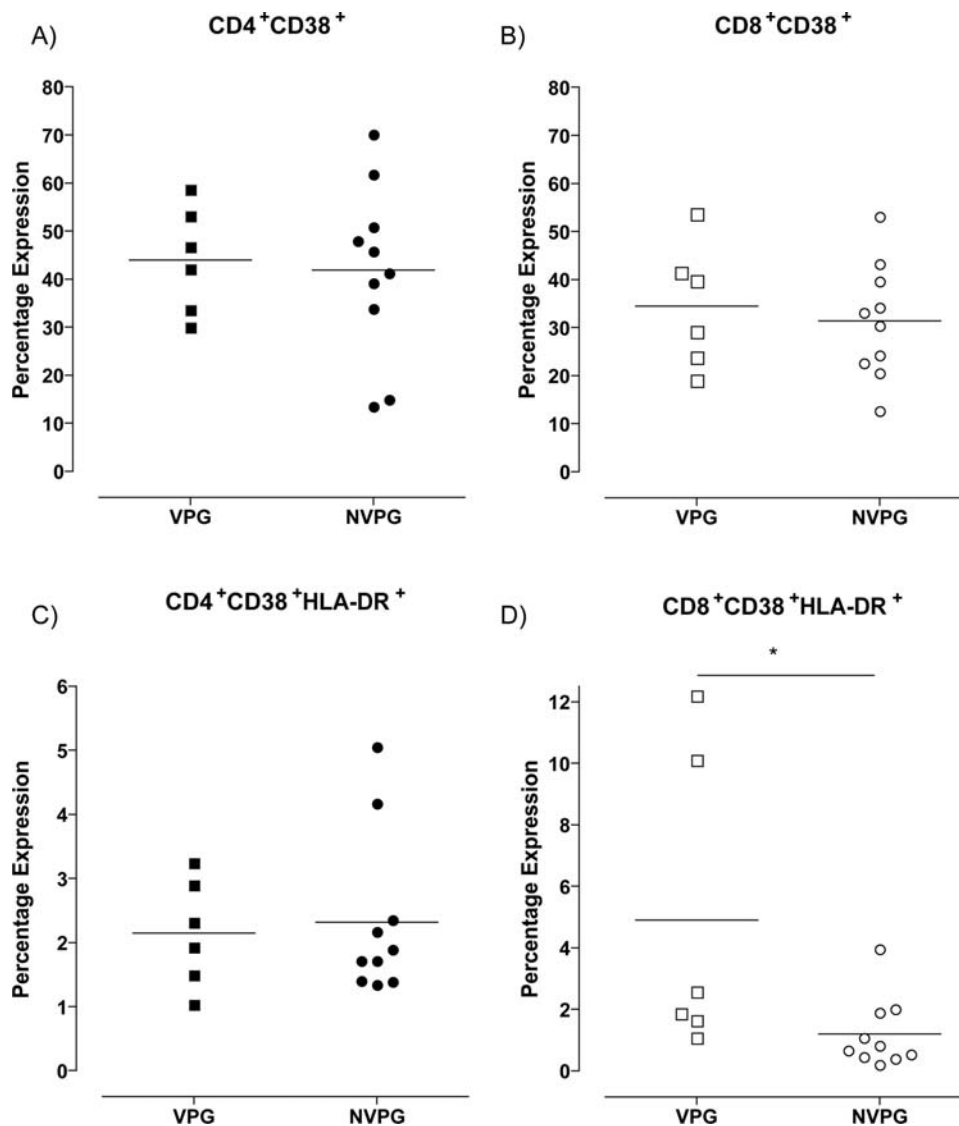 A) CD4+CD38+
Percentage Expression
80
70
60
50
40
30
20
10
0
VPG NVPG
B) CD8+CD38+
Percentage Expression
80
70
60
50
40
30
20
10
0
VPG NVPG
C) CD4+CD38+HLA-DR+
Percentage Expression
6
5
4
3
2
1
0
VPG NVPG
D) CD8+CD38+HLA-DR+
*
Percentage Expression
12
10
8
6
4
2
0
VPG NVPG